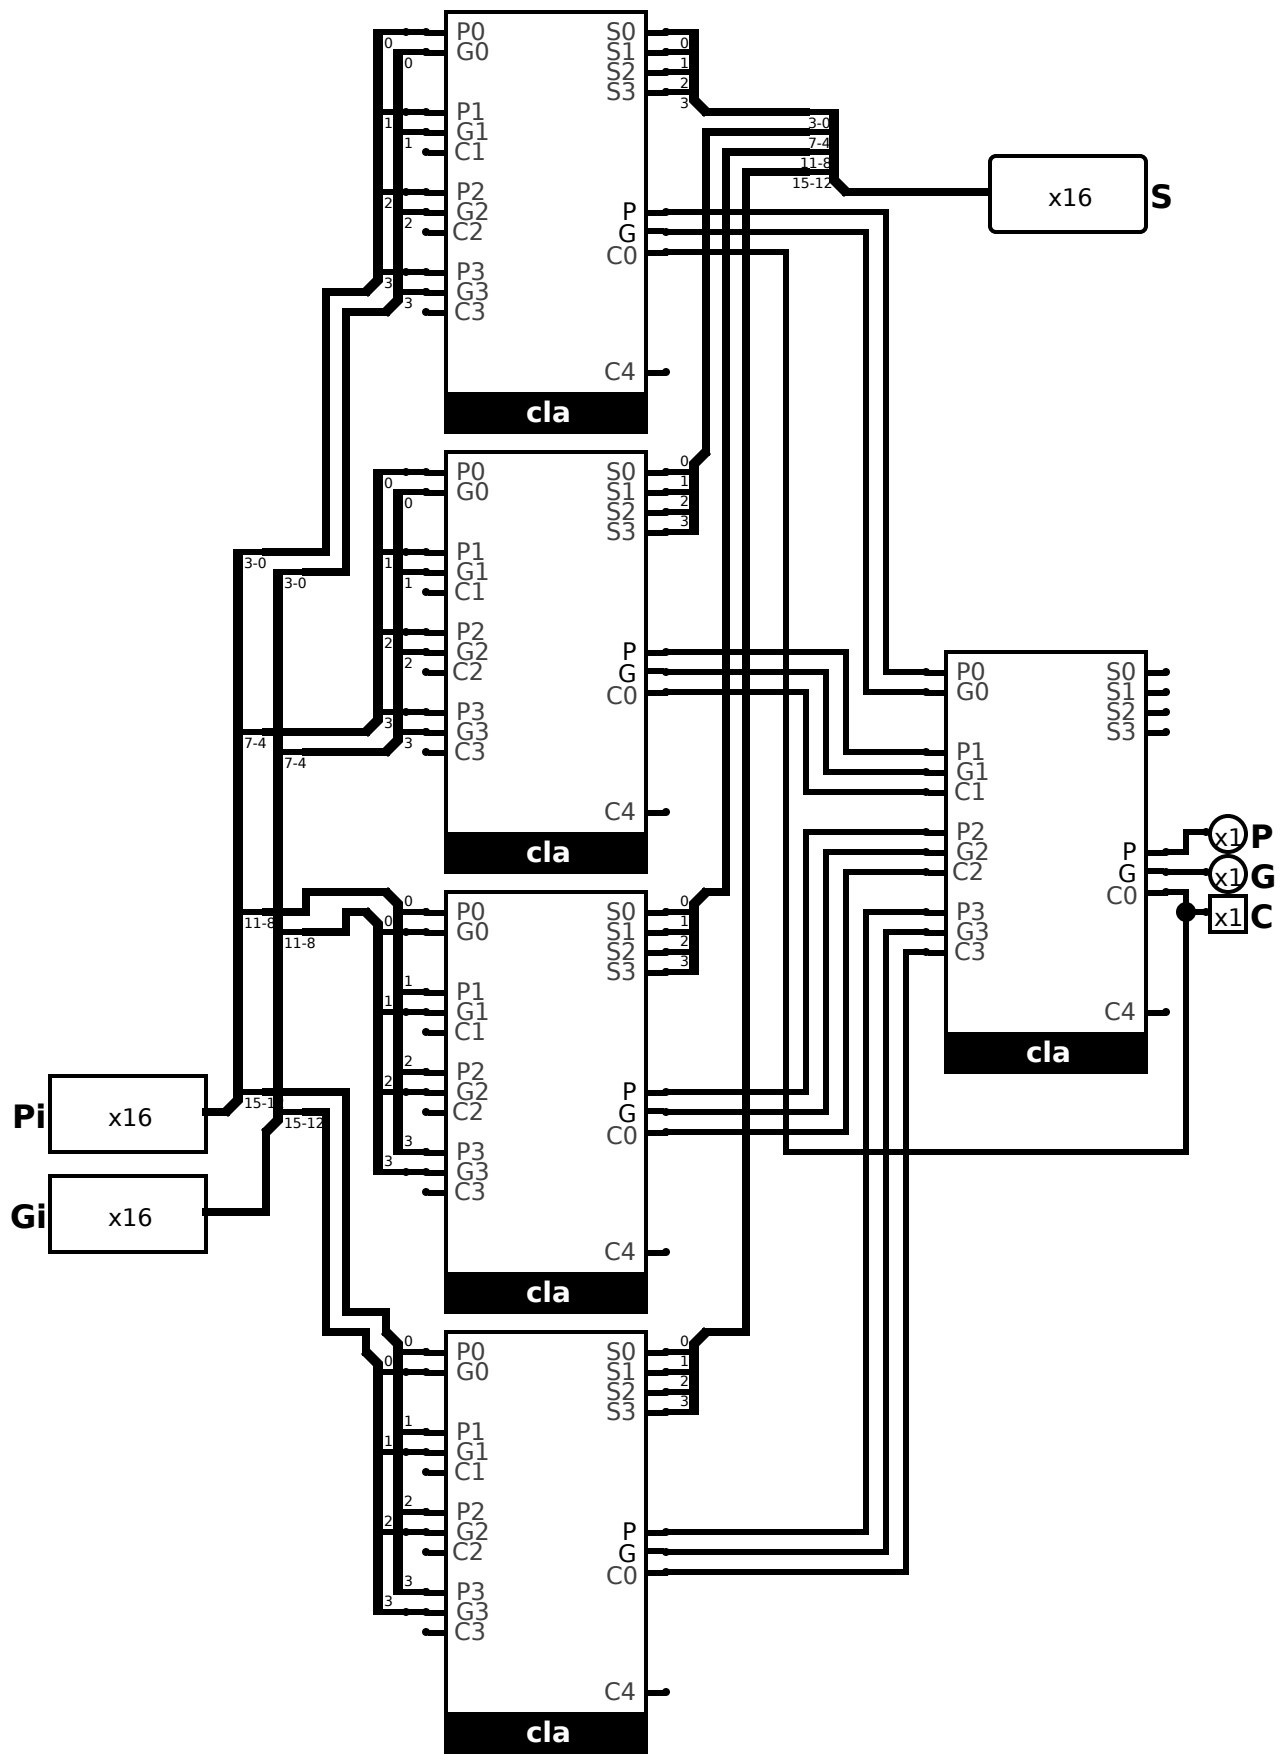 P0 S0
0 G0 S1 0
0 S2 1
S3 2
3
P1
1 G1 3-0
1 C1 7-4
11-8
P2 15-12 x16 S
2 G2 P
2 C2 G
C0
P3
3 G3
3 C3
C4
cla
P0 S0 0
0 G0 S1 1
0 S2 2
S3 3
P1
3-0 1 G1
3-0 1 C1
P2
2 G2 P
2 C2 G P0 S0
C0 G0 S1
P3 S2
3 G3 S3
7-4 3 C3 P1
7-4 G1
C1
C4
P2 x1 P
cla G2 P
C2 G x1 G
C0
0 P0 S0 0 P3 x1 C
11-8 0 G0 S1 1 G3
11-8 S2 2 C3
S3 3
1 P1
1 G1 C4
C1
cla
2 P2
2 G2 P
Pi x16 15-1 C2 G
15-12 C0
3 P3
3 G3
C3
Gi x16
C4
cla
0 P0 S0 0
0 G0 S1 1
S2 2
S3 3
1 P1
1 G1
C1
2 P2
2 G2 P
C2 G
C0
3 P3
3 G3
C3
C4
cla